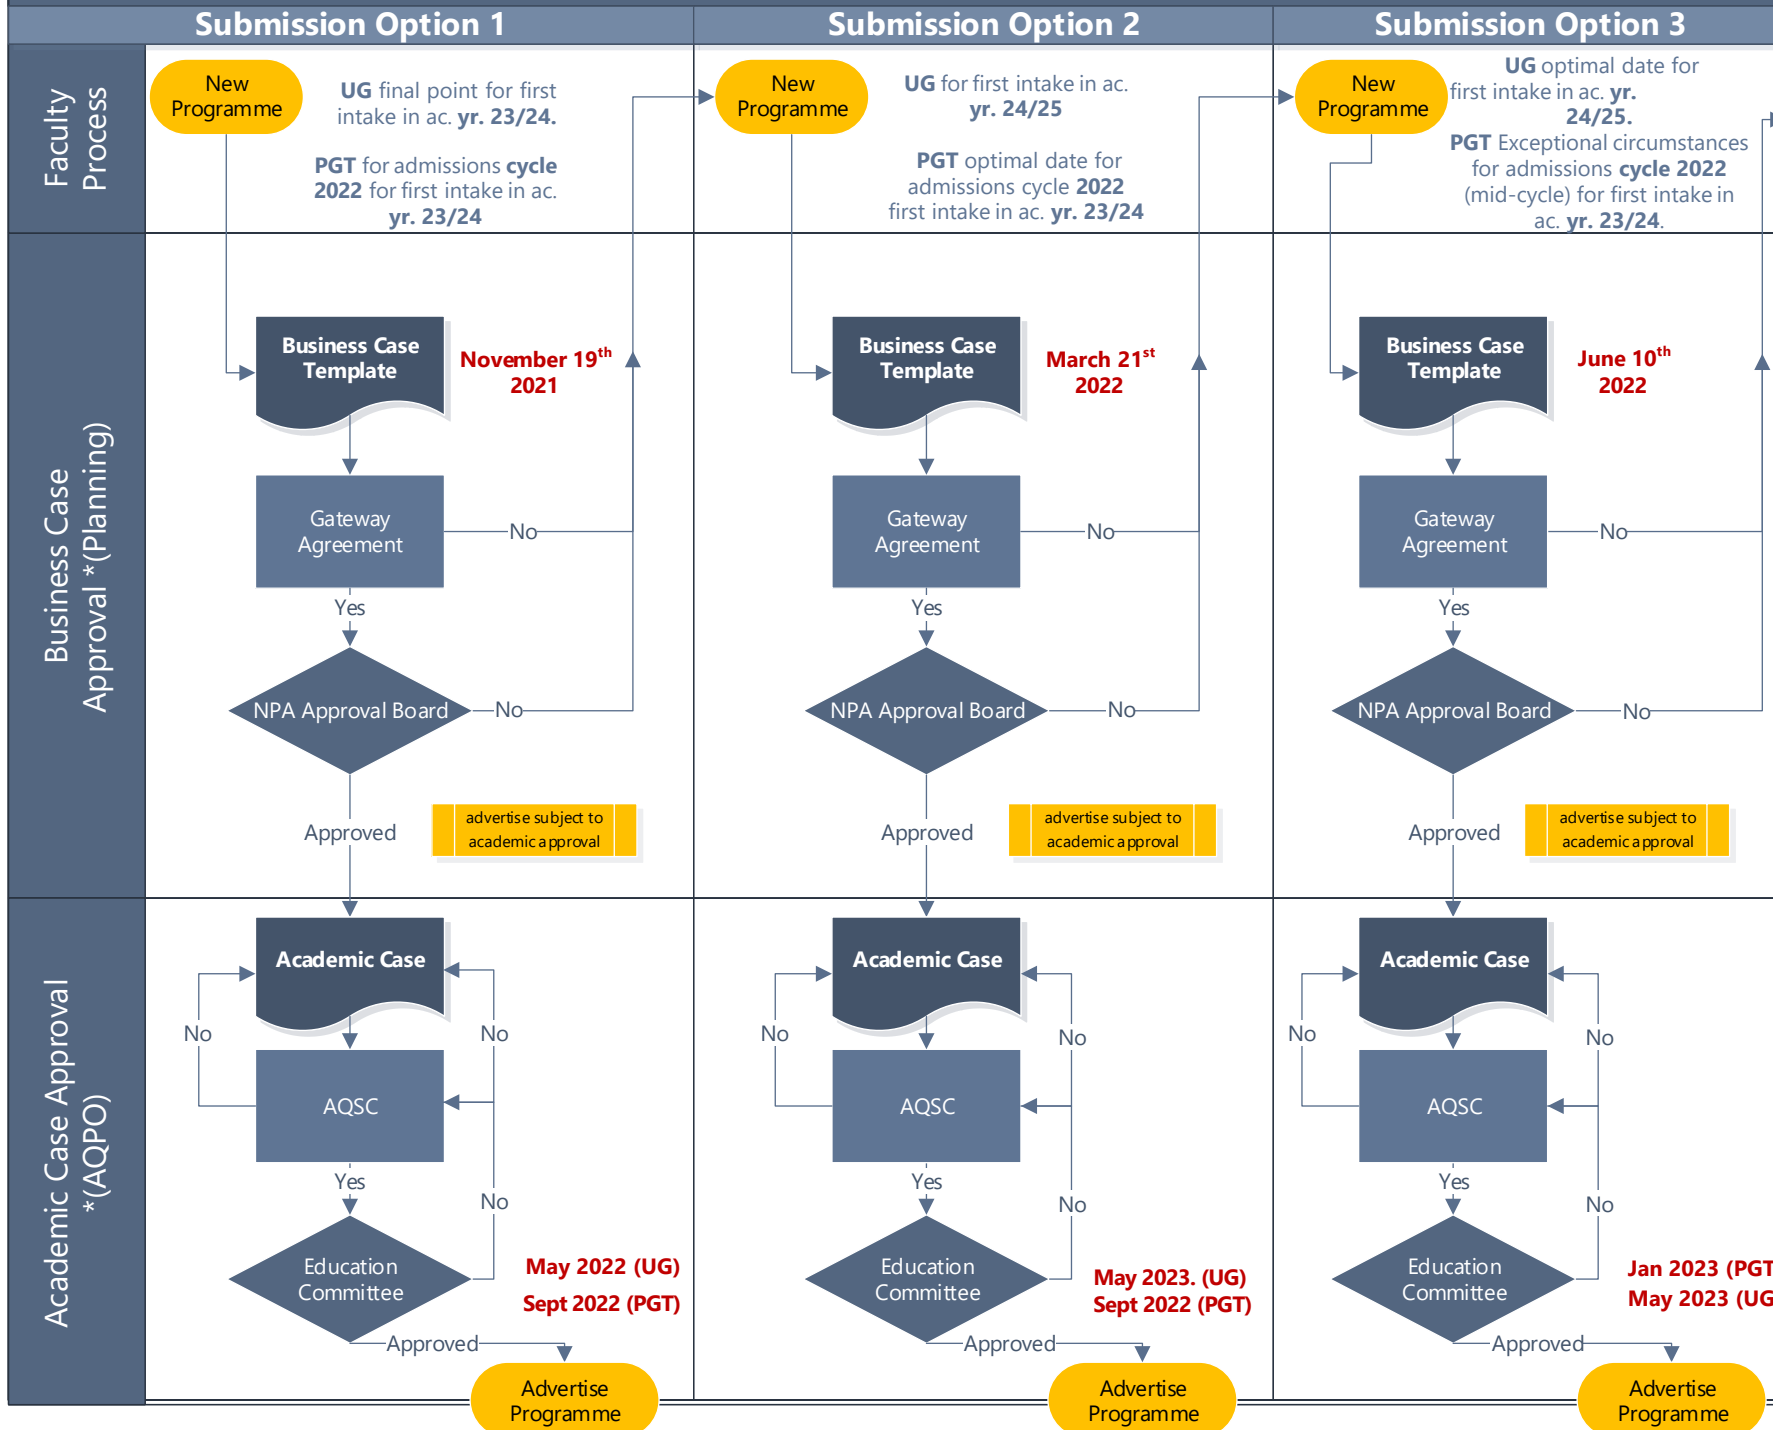 Submission Option 1
Submission Option 2
Submission Option 3
Faculty
Process
New
Programme
UG final point for first
intake in ac. yr. 23/24.
PGT for admissions cycle
2022 for first intake in ac.
yr. 23/24
New
Programme
UG for first intake in ac.
yr. 24/25
PGT optimal date for
admissions cycle 2022
first intake in ac. yr. 23/24
New
Programme
UG optimal date for
first intake in ac. yr.
24/25.
PGT Exceptional circumstances
for admissions cycle 2022
(mid-cycle) for first intake in
ac. yr. 23/24.
Business Case
Approval *(Planning)
Business Case
Template
November 19th
2021
Gateway
Agreement
No
Yes
NPA Approval Board
No
Approved
advertise subject to
academic approval
Business Case
Template
March 21st
2022
Gateway
Agreement
No
Yes
NPA Approval Board
No
Approved
advertise subject to
academic approval
Business Case
Template
June 10th
2022
Gateway
Agreement
No
Yes
NPA Approval Board
No
Approved
advertise subject to
academic approval
Academic Case Approval
*(AQPO)
Academic Case
No
No
AQSC
Yes
No
Education
Committee
May 2022 (UG)
Sept 2022 (PGT)
Approved
Advertise
Programme
Academic Case
No
No
AQSC
Yes
No
Education
Committee
May 2023. (UG)
Sept 2022 (PGT)
Approved
Advertise
Programme
Academic Case
No
No
AQSC
Yes
No
Education
Committee
Jan 2023 (PGT
May 2023 (UG
Approved
Advertise
Programme